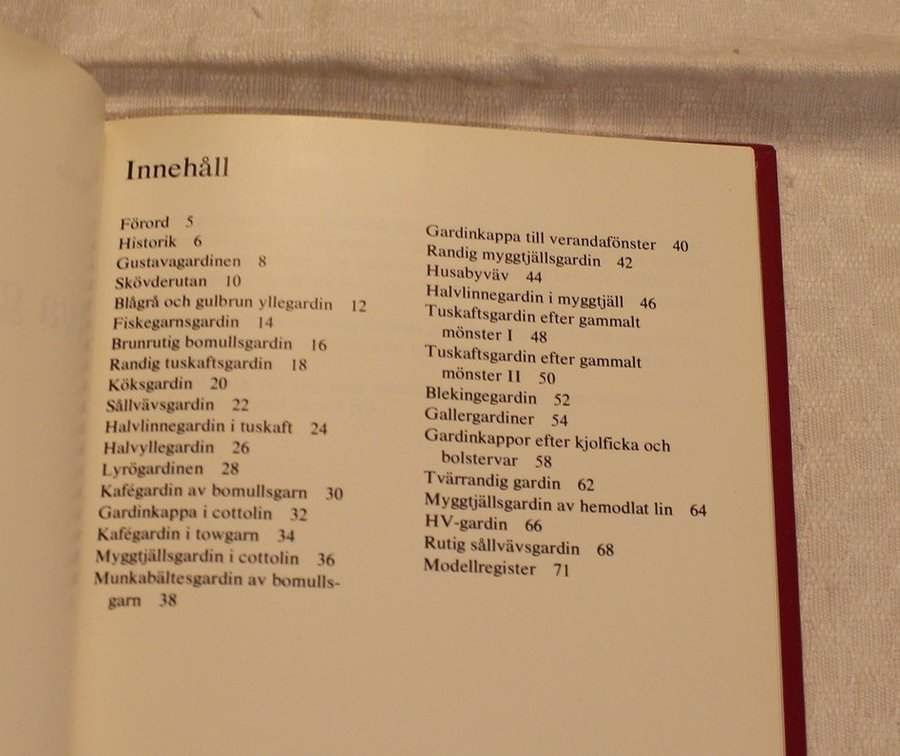 Innehåll
Förord 5
Historik 6
Gustavagardinen 8
Skövderutan 10
Blågrå och gulbrun yllegardin 12
Fiskegarnsgardin 14
Brunrutig bomullsgardin 16
Randig tuskaftsgardin 18
Köksgardin 20
Sållvävsgardin 22
Halvlinnegardin i tuskaft 24
Halvyllegardin 26
Lyrögardinen 28
Kafégardin av bomullsgarn 30
Gardinkappa i cottolin 32
Kafégardin i towgarn 34
Myggtjällsgardin i cottolin 36
Munkabältesgardin av bomulls-
garn 38
Gardinkappa till verandafönster 40
Randig myggtjällsgardin 42
Husabyväv 44
Halvlinnegardin i myggtjäll 46
Tuskaftsgardin efter gammalt
mönster I 48
Tuskaftsgardin efter gammalt
mönster II 50
Blekingegardin 52
Gallergardiner 54
Gardinkappor efter kjolficka och
bolstervar 58
Tvärrandig gardin 62
Myggtjällsgardin av hemodlat lin 64
HV-gardin 66
Rutig sållvävsgardin 68
Modellregister 71